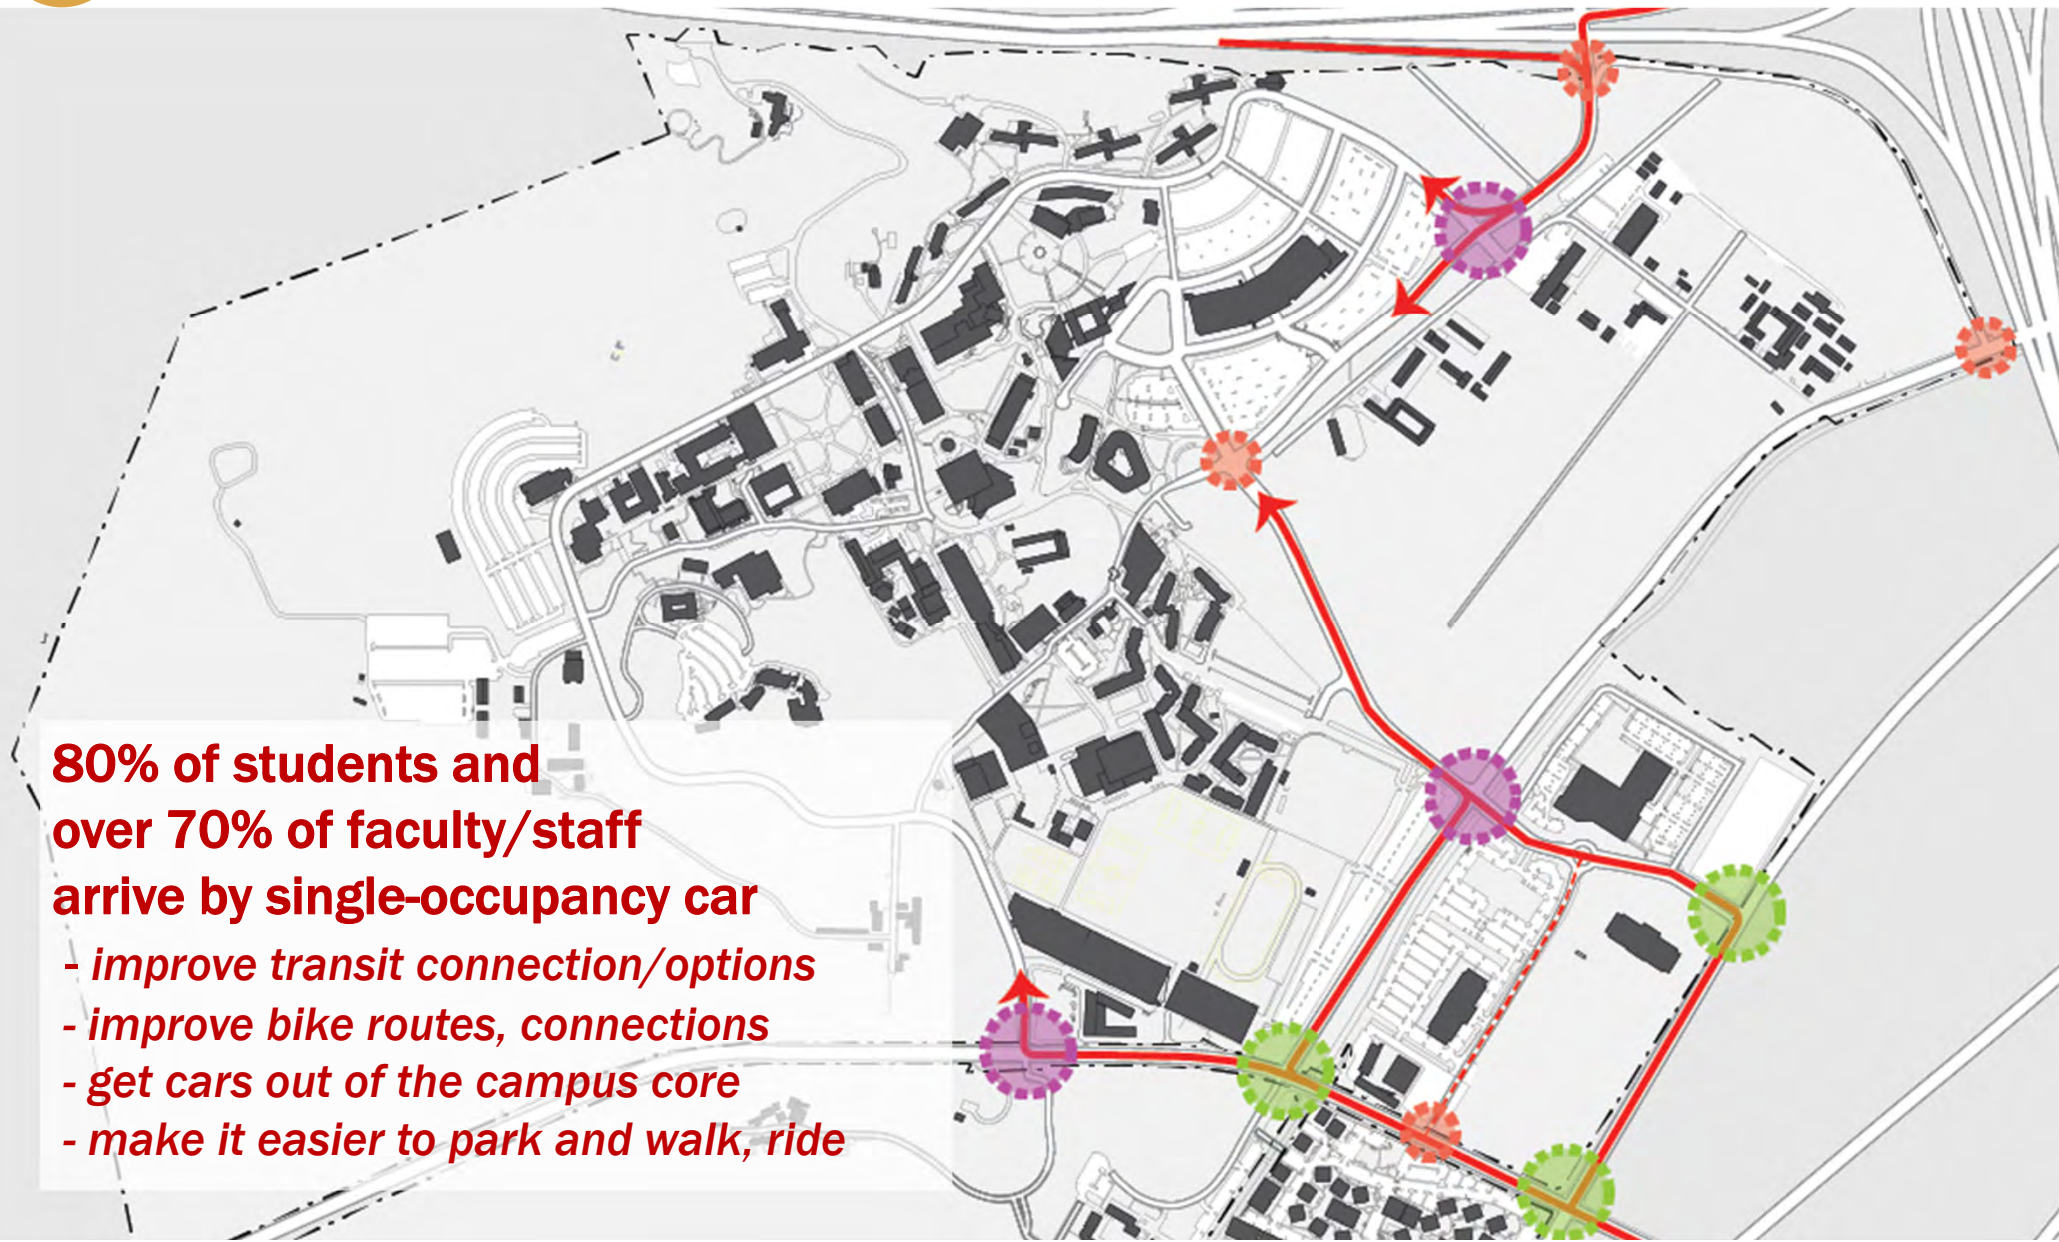 80% of students and
over 70% of faculty/staff
arrive by single-occupancy car
- improve transit connection/options
- improve bike routes, connections
- get cars out of the campus core
- make it easier to park and walk, ride